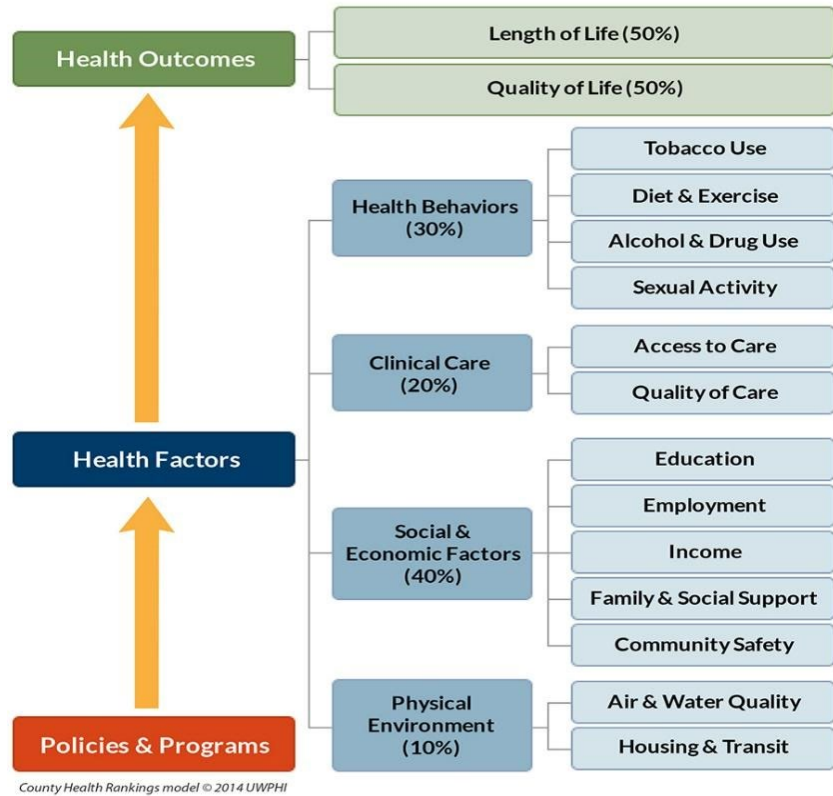 Health Outcomes
Length of Life (50%)
Quality of Life (50%)
Health Factors
Health Behaviors
(30%)
Tobacco Use
Diet & Exercise
Alcohol & Drug Use
Sexual Activity
Clinical Care
(20%)
Access to Care
Quality of Care
Social &
Economic Factors
(40%)
Education
Employment
Income
Family & Social Support
Community Safety
Physical
Environment
(10%)
Air & Water Quality
Housing & Transit
Policies & Programs
County Health Rankings model © 2014 UWPHI